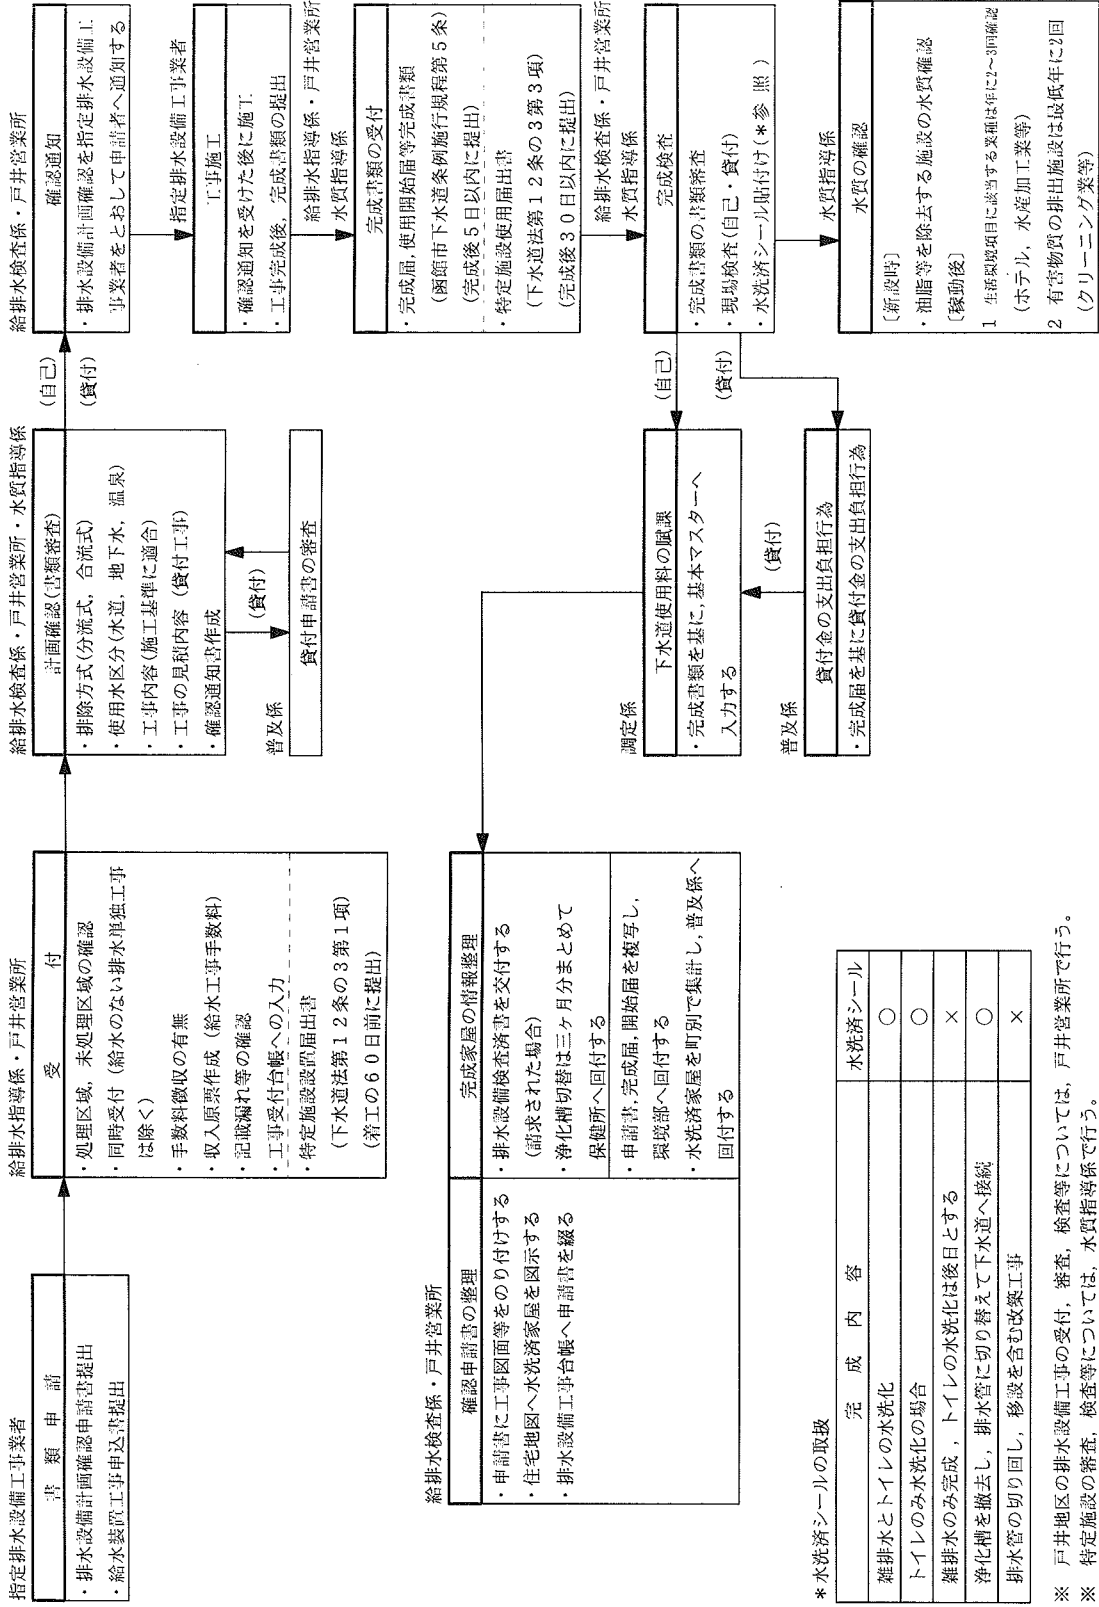 指定排水設備工事業者
書類申請
・排水設備計画確認申請書提出
・給水装置工事申込書提出
給排水指導係・戸井営業所
受付
・処理区域，未処理区域の確認
・同時受付（給水のない排水単独工事
は除く）
・手数料徴収の有無
・収入原票作成（給水工事手数料）
・記載漏れ等の確認
・工事受付台帳への入力
・特定施設設置届出書
（下水道法第１２条の３第１項）
（着工の６０日前に提出）
給排水検査係・戸井営業所・水質指導係
計画確認(書類審査)
・排除方式(分流式，合流式)
・使用水区分(水道，地下水，温泉)
・工事内容(施工基準に適合)
・工事の見積内容（貸付工事）
・確認通知書作成
(貸付)
普及係
貸付申請書の審査
(自己)
(貸付)
給排水検査係・戸井営業所
確認通知
・排水設備計画確認を指定排水設備工
事業者をとおして申請者へ通知する
指定排水設備工事業者
工事施工
・確認通知を受けた後に施工
・工事完成後，完成書類の提出
給排水指導係・戸井営業所
水質指導係
完成書類の受付
・完成届,使用開始届等完成書類
（函館市下水道条例施行規程第５条）
（完成後５日以内に提出）
・特定施設使用届出書
（下水道法第１２条の３第３項）
（完成後３０日以内に提出）
給排水検査係・戸井営業所
水質指導係
完成検査
・完成書類の書類審査
・現場検査(自己・貸付)
・水洗済シール貼付け(＊参照)
水質指導係
水質の確認
［新設時］
・油脂等を除去する施設の水質確認
［稼動後］
1 生活環境項目に該当する業種は年に2～3回確認
（ホテル，水産加工業等）
2 有害物質の排出施設は最低年に2回
（クリーニング業等）
(自己)
(貸付)
調定係
下水道使用料の賦課
・完成書類を基に,基本マスターへ
入力する
(貸付)
普及係
貸付金の支出負担行為
・完成届を基に貸付金の支出負担行為
給排水検査係・戸井営業所
確認申請書の整理
・申請書に工事図面等をのり付けする
・住宅地図へ水洗済家屋を図示する
・排水設備工事台帳へ申請書を綴る
完成家屋の情報整理
・排水設備検査済書を交付する
（請求された場合）
・浄化槽切替は三ヶ月分まとめて
保健所へ回付する
・申請書,完成届,開始届を複写し,
環境部へ回付する
・水洗済家屋を町別で集計し,普及係へ
回付する
＊水洗済シールの取扱
完成内容 水洗済シール
雑排水とトイレの水洗化 ○
トイレのみ水洗化の場合 ○
雑排水のみ完成，トイレの水洗化は後日とする ×
浄化槽を撤去し，排水管に切り替えて下水道へ接続 ○
排水管の切り回し，移設を含む改築工事 ×
※ 戸井地区の排水設備工事の受付，審査，検査等については，戸井営業所で行う。
※ 特定施設の審査，検査等については，水質指導係で行う。